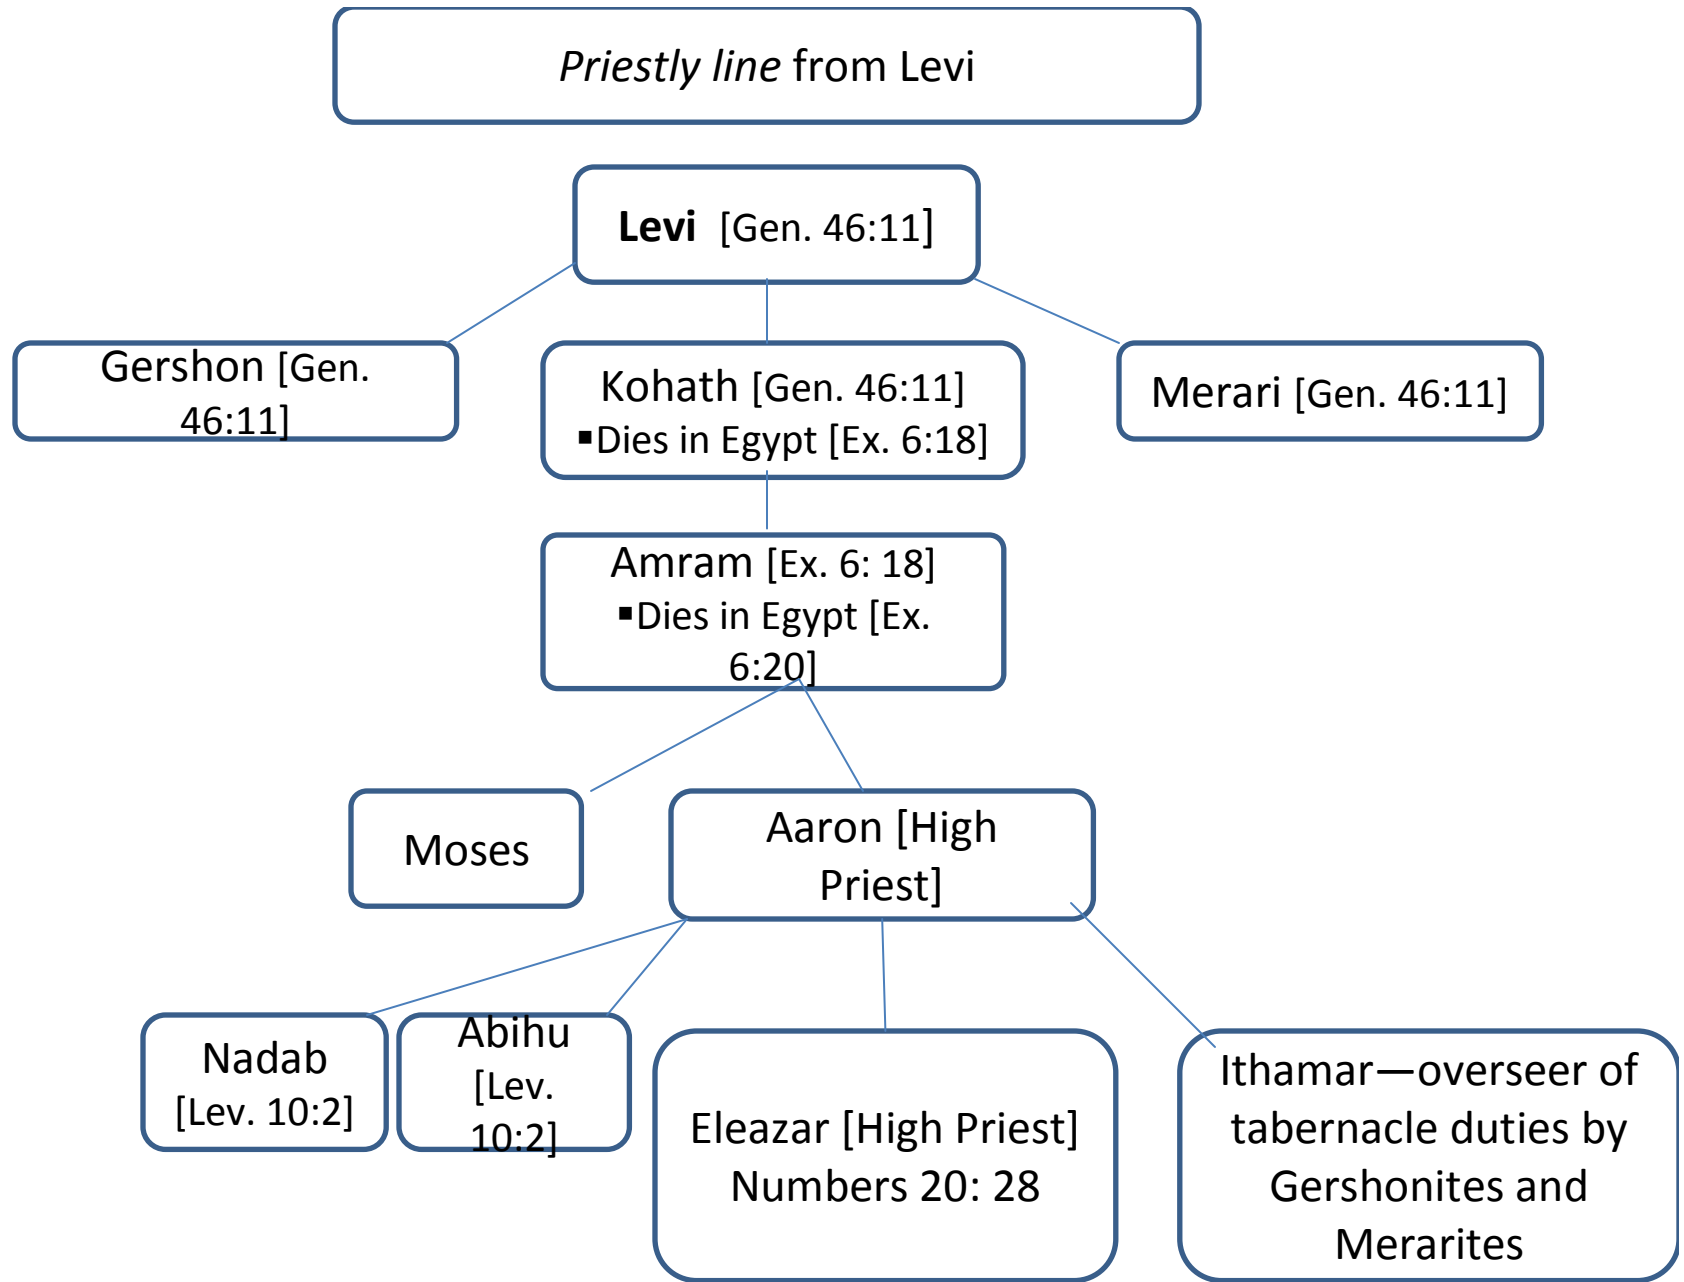 Priestly line from Levi
Levi [Gen. 46:11]
Gershon [Gen.
46:11]
Kohath [Gen. 46:11]
▪Dies in Egypt [Ex. 6:18]
Merari [Gen. 46:11]
Amram [Ex. 6: 18]
▪Dies in Egypt [Ex.
6:20]
Moses
Aaron [High
Priest]
Nadab
[Lev. 10:2]
Abihu
[Lev.
10:2]
Eleazar [High Priest]
Numbers 20: 28
Ithamar—overseer of
tabernacle duties by
Gershonites and
Merarites